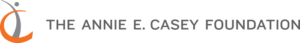 THE ANNIE E. CASEY FOUNDATION